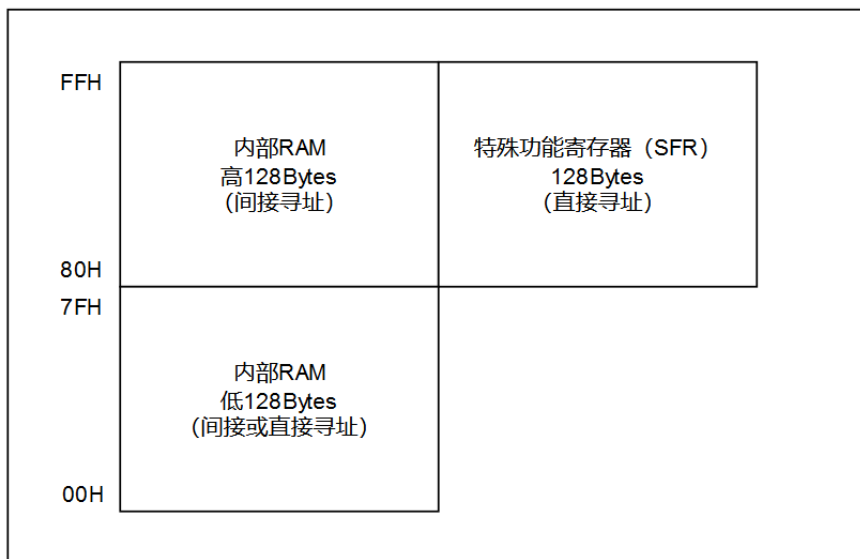 FFH
内部RAM
高128Bytes
(间接寻址)
特殊功能寄存器（SFR）
128Bytes
(直接寻址)
80H
7FH
内部RAM
低128Bytes
(间接或直接寻址)
00H